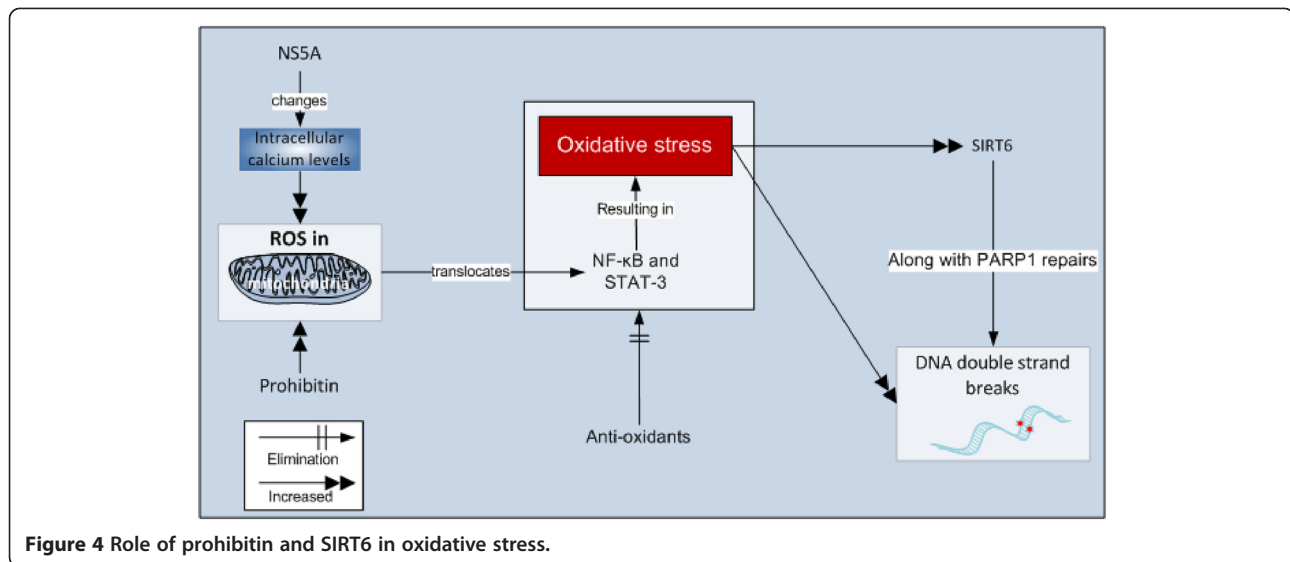 NS5A
changes
Intracellular
calcium levels
ROS in
mitochondria
Prohibitin
Elimination
Increased
translocates
Oxidative stress
Resulting in
NF-κB and
STAT-3
Anti-oxidants
SIRT6
Along with PARP1 repairs
DNA double strand
breaks
Figure 4 Role of prohibitin and SIRT6 in oxidative stress.